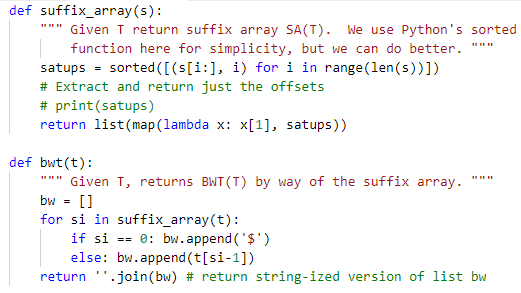 def suffix_array(s):
    """ Given T return suffix array SA(T).  We use Python's sorted
        function here for simplicity, but we can do better. """
    satups = sorted([(s[i:], i) for i in range(len(s))])
    # Extract and return just the offsets
    # print(satups)
    return list(map(lambda x: x[1], satups))

def bwt(t):
    """ Given T, returns BWT(T) by way of the suffix array. """
    bw = []
    for si in suffix_array(t):
        if si == 0: bw.append('$')
        else: bw.append(t[si-1])
    return ''.join(bw) # return string-ized version of list bw